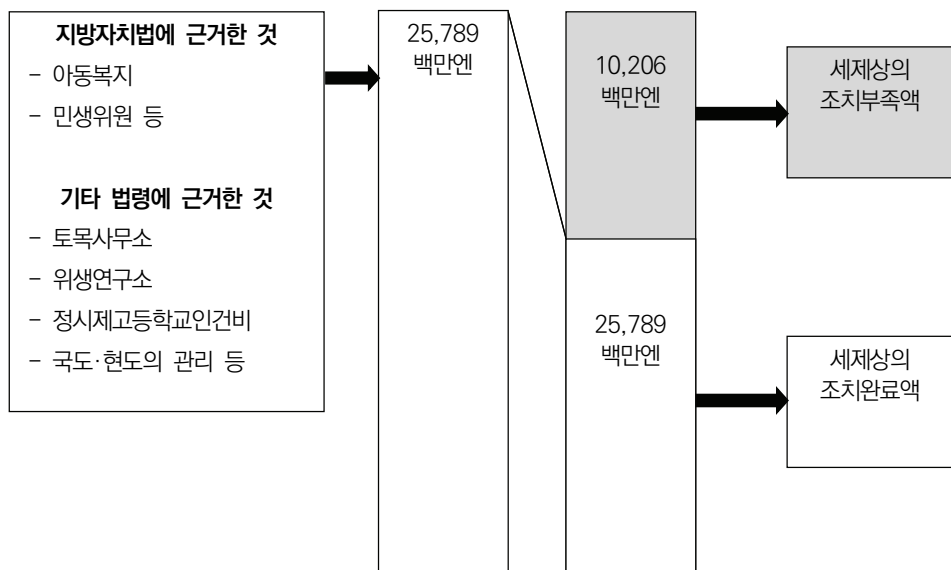 지방자치법에 근거한 것
- 아동복지
- 민생위원 등
기타 법령에 근거한 것
- 토목사무소
- 위생연구소
- 정시제고등학교인건비
- 국도·현도의 관리 등
25,789
백만엔
10,206
백만엔
세제상의
조치부족액
25,789
백만엔
세제상의
조치완료액